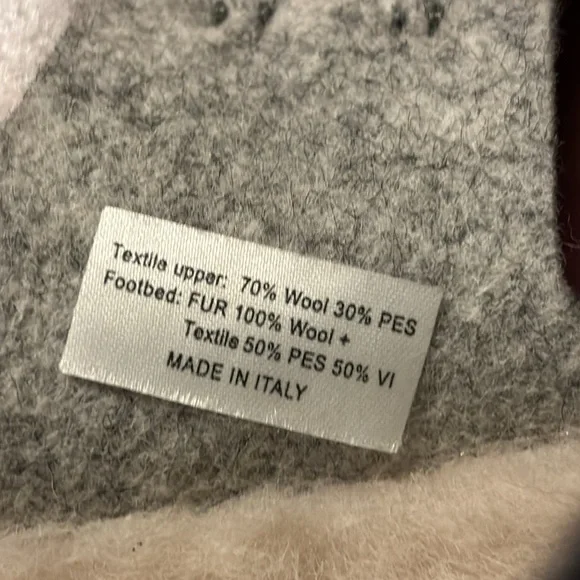 Textile upper: 70% Wool 30% PES
Footbed: FUR 100% Wool +
Textile 50% PES 50% VI
MADE IN ITALY